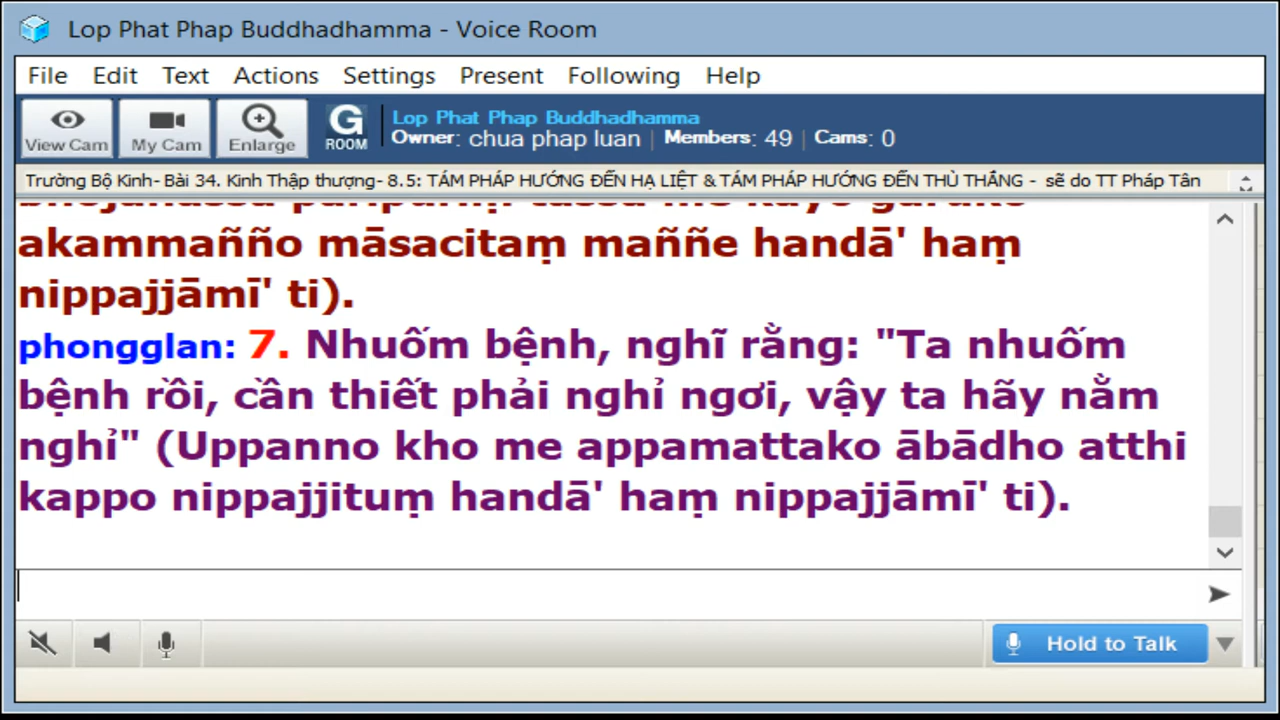 Lop Phat Phap Buddhadhamma - Voice Room
File Edit Text Actions Settings Present Following Help
View Cam My Cam Enlarge G ROOM
Lop Phat Phap Buddhadhamma
Owner: chua phap luan | Members: 49 | Cams: 0
Trường Bộ Kinh- Bài 34. Kinh Thập thượng- 8.5: TÁM PHÁP HƯỚNG ĐẾN HẠ LIỆT & TÁM PHÁP HƯỚNG ĐẾN THÙ THẮNG - sẽ do TT Pháp Tân
akammañño māsacitaṃ maññe handā' haṃ
nippajjāmī' ti).
phongglan: 7. Nhuốm bệnh, nghĩ rằng: "Ta nhuốm
bệnh rồi, cần thiết phải nghỉ ngơi, vậy ta hãy nằm
nghỉ" (Uppanno kho me appamattako ābādho atthi
kappo nippajjituṃ handā' haṃ nippajjāmī' ti).
Hold to Talk